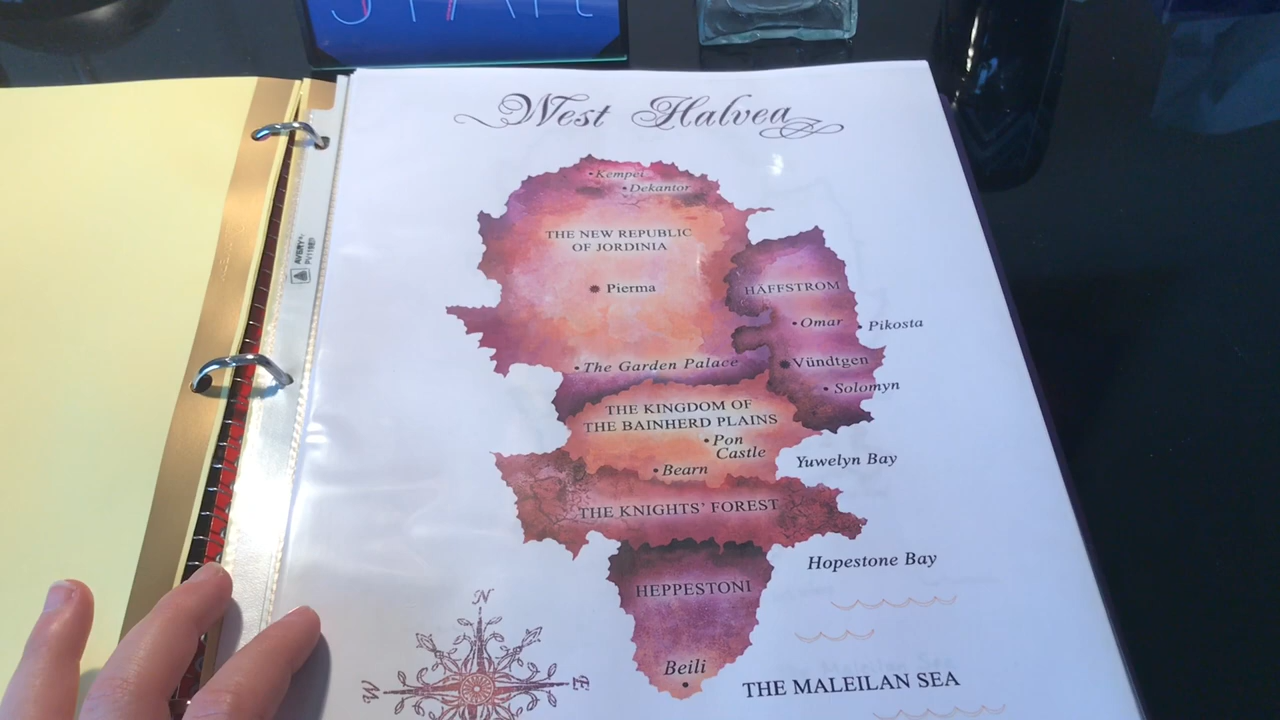 West Halvea
Kempei
Dekantor
THE NEW REPUBLIC
OF JORDINIA
Pierma
HAFFSTROM
Omar
Pikosta
The Garden Palace
Vündtgen
Solomyn
THE KINGDOM OF
THE BAINHERD PLAINS
Pon
Castle
Bearn
Yuwelyn Bay
THE KNIGHTS' FOREST
Hopestone Bay
HEPPESTONI
Beili
THE MALEILAN SEA
N
W
E
AVERY